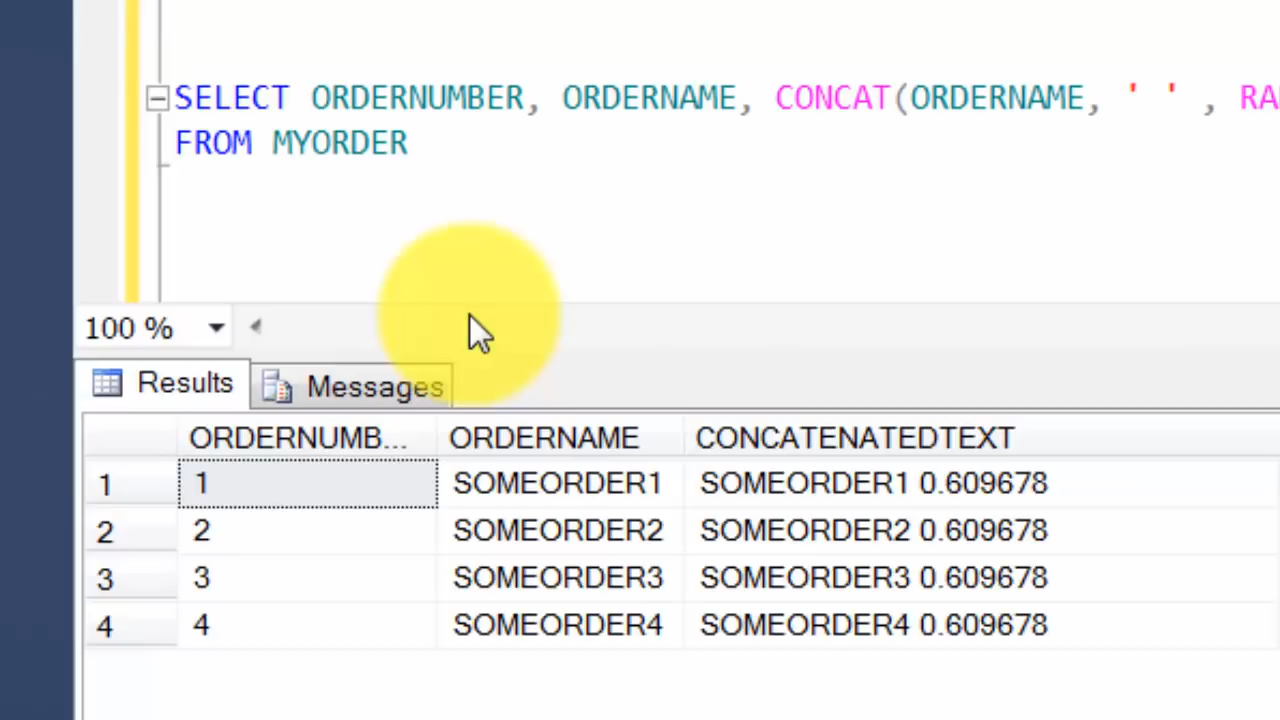 SELECT ORDERNUMBER, ORDERNAME, CONCAT(ORDERNAME, ' ' , RA
FROM MYORDER
100 %
Results Messages
ORDERNUMB... ORDERNAME CONCATENATEDTEXT
1 1 SOMEORDER1 SOMEORDER1 0.609678
2 2 SOMEORDER2 SOMEORDER2 0.609678
3 3 SOMEORDER3 SOMEORDER3 0.609678
4 4 SOMEORDER4 SOMEORDER4 0.609678